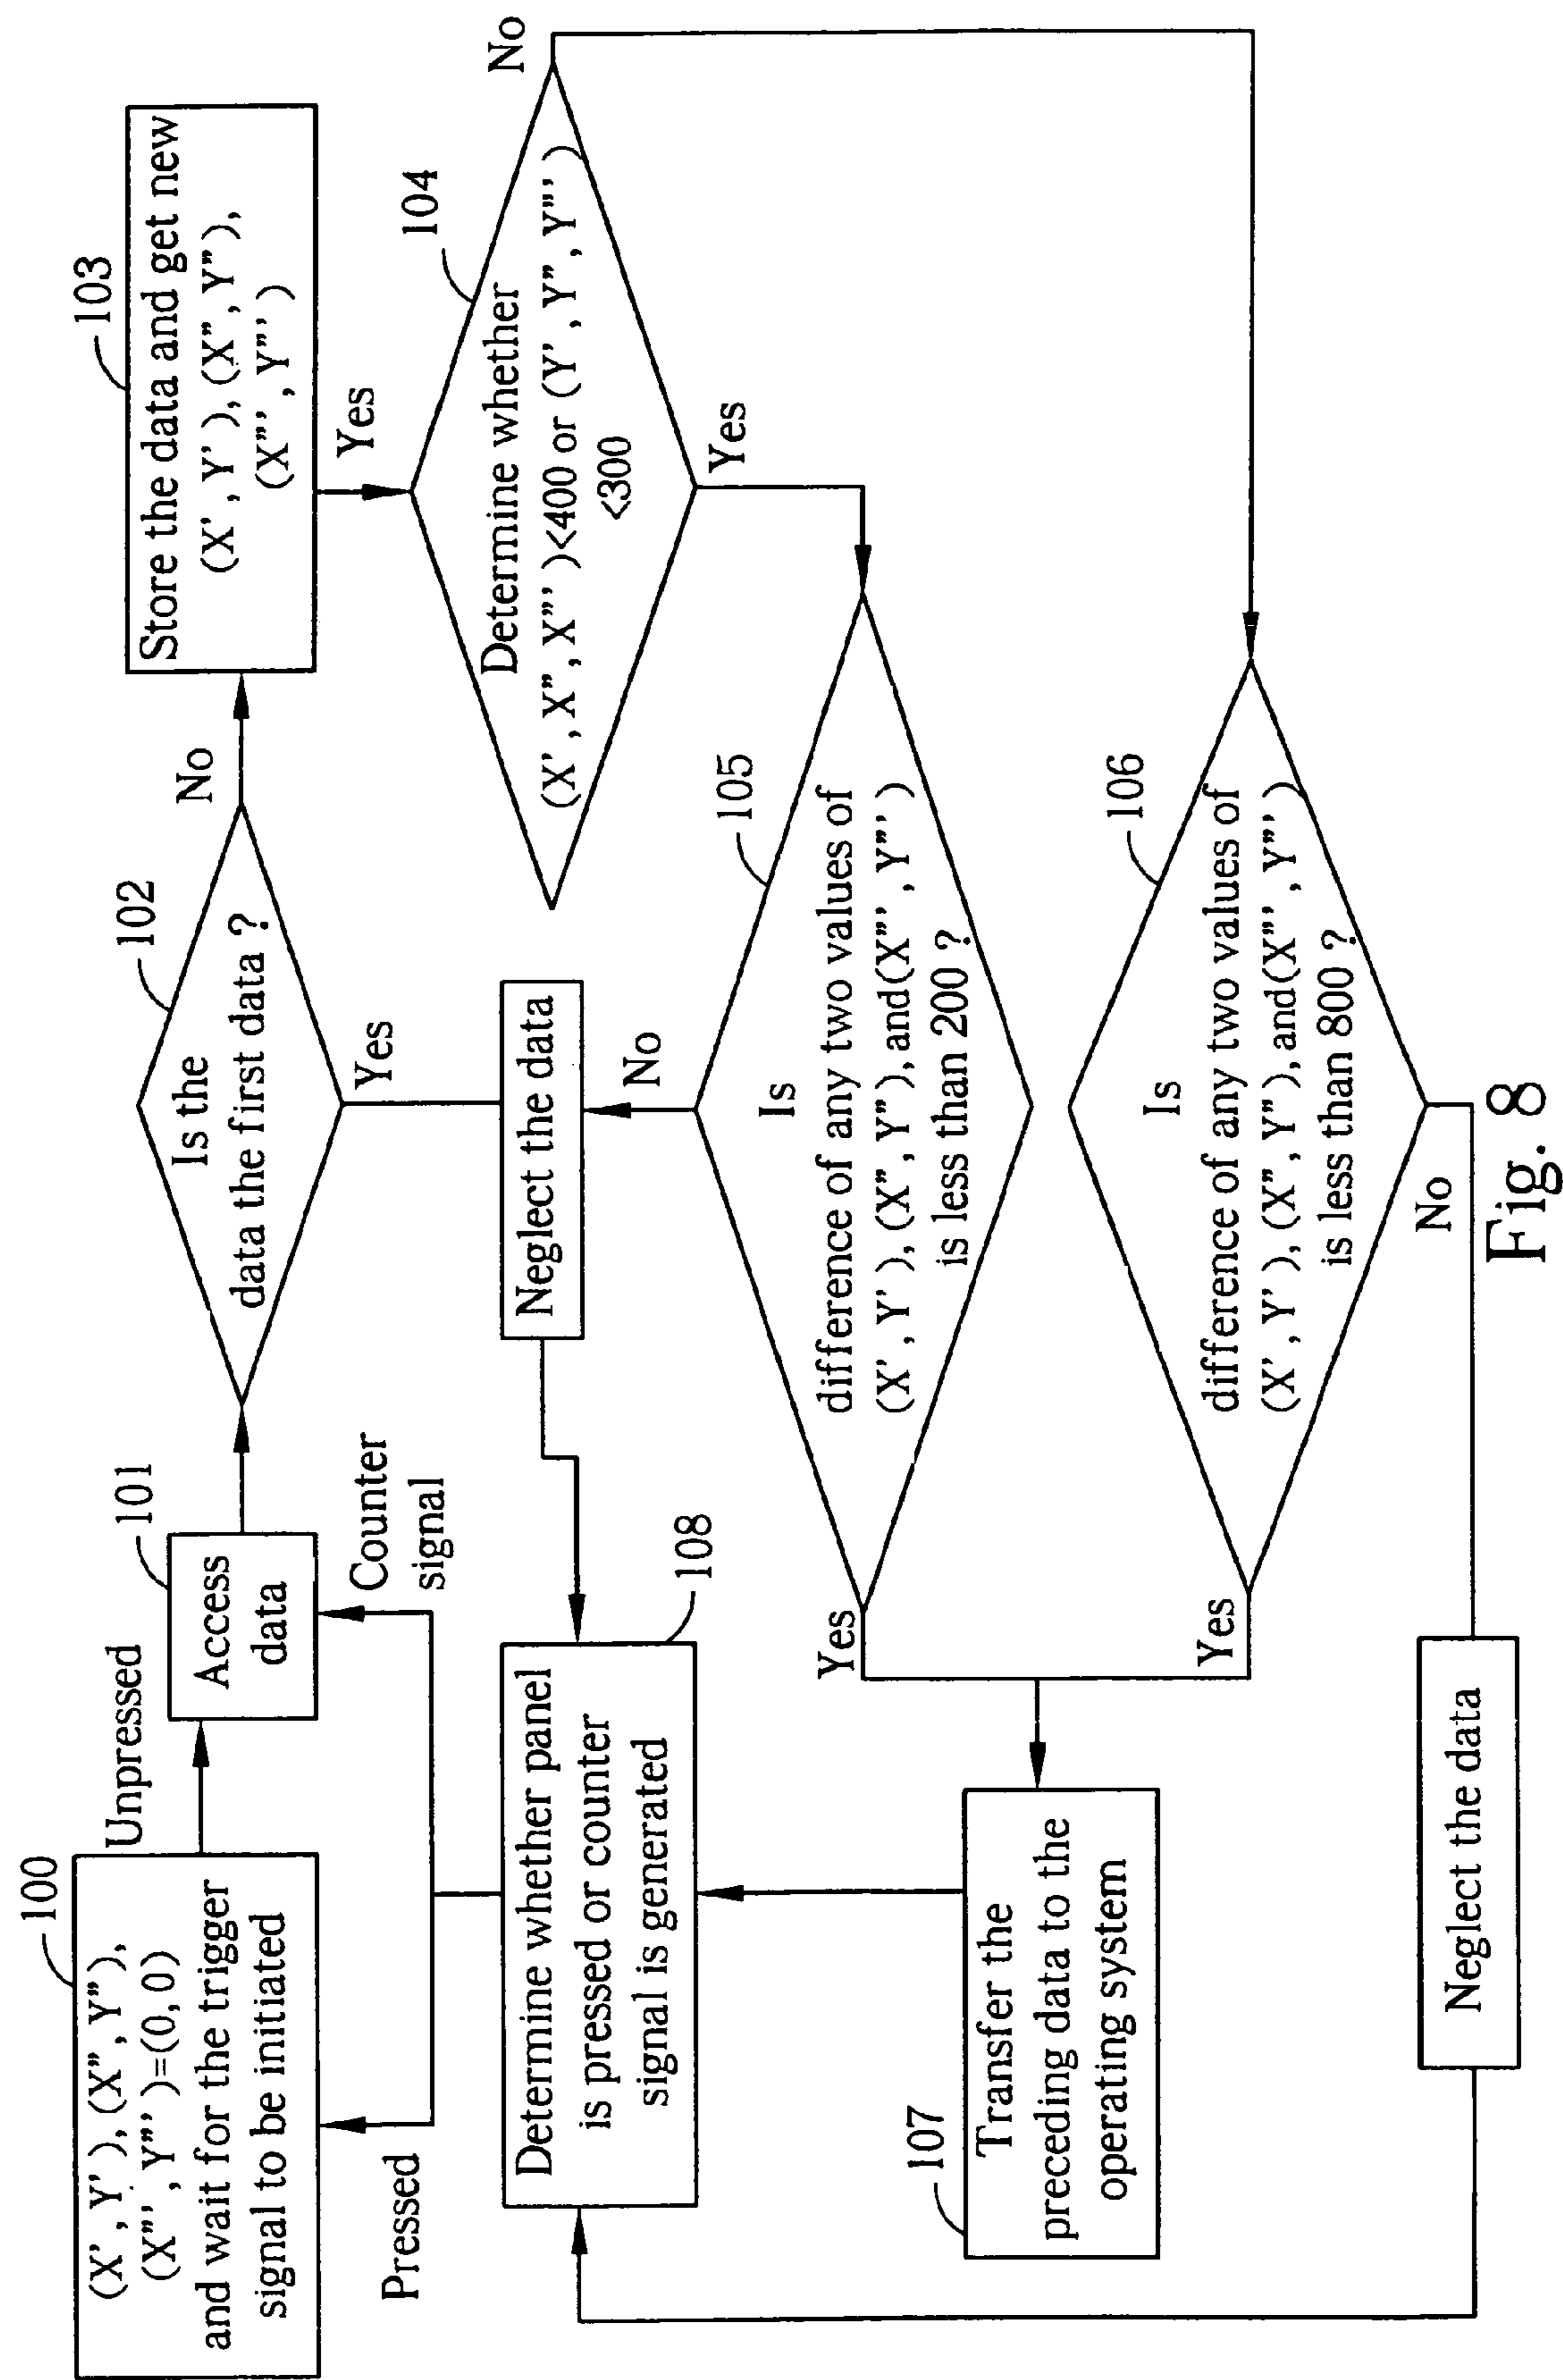 100
(X', Y'), (X", Y"),
(X"', Y"')=(0,0)
and wait for the trigger
signal to be initiated
Unpressed
101
Access
data
102
Is the
data the first data ?
No
103
Store the data and get new
(X', Y'), (X", Y"),
(X"', Y"')
Yes
Pressed
Counter
signal
Yes
104
Determine whether
(X', X", X"')<400 or (Y', Y", Y"')
<300
No
Yes
Neglect the data
No
108
Determine whether panel
is pressed or counter
signal is generated
105
Is
difference of any two values of
(X', Y'), (X", Y"), and(X"', Y"')
is less than 200 ?
Yes
107
Transfer the
preceding data to the
operating system
106
Is
difference of any two values of
(X', Y'), (X", Y"), and(X"', Y"')
is less than 800 ?
Yes
No
Neglect the data
Fig. 8